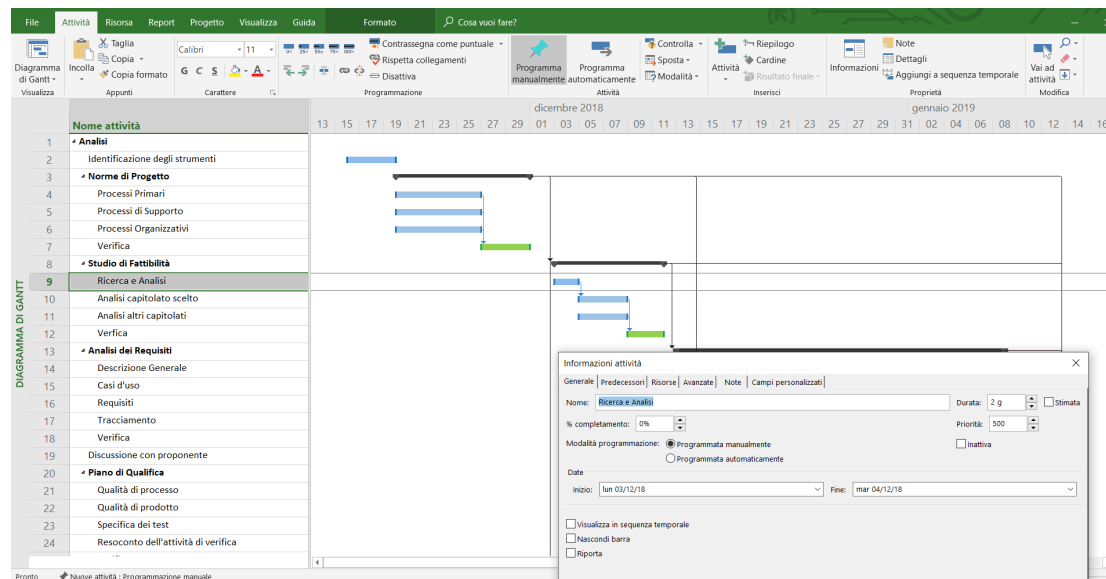 File Attività Risorsa Report Progetto Visualizza Guida Formato Cosa vuoi fare?
Diagramma di Gantt
Visualizza
Incolla
Taglia
Copia
Copia formato
Appunti
Calibri 11
G C S A
Carattere
0% 25% 50% 75% 100%
Contrassegna come puntuale
Rispetta collegamenti
Disattiva
Programmazione
Programma manualmente
Programma automaticamente
Controlla
Sposta
Modalità
Attività
Attività
Riepilogo
Cardine
Risultato finale
Inserisci
Informazioni
Note
Dettagli
Aggiungi a sequenza temporale
Proprietà
Vai ad attività
Modifica
dicembre 2018 gennaio 2019
Nome attività 13 15 17 19 21 23 25 27 29 01 03 05 07 09 11 13 15 17 19 21 23 25 27 29 31 02 04 06 08 10 12 14 16
1 Analisi
2 Identificazione degli strumenti
3 Norme di Progetto
4 Processi Primari
5 Processi di Supporto
6 Processi Organizzativi
7 Verifica
8 Studio di Fattibilità
9 Ricerca e Analisi
10 Analisi capitolato scelto
11 Analisi altri capitolati
12 Verfica
13 Analisi dei Requisiti
14 Descrizione Generale
15 Casi d'uso
16 Requisiti
17 Tracciamento
18 Verifica
19 Discussione con proponente
20 Piano di Qualifica
21 Qualità di processo
22 Qualità di prodotto
23 Specifica dei test
24 Resoconto dell'attività di verifica
DIAGRAMMA DI GANTT
Informazioni attività
Generale Predecessori Risorse Avanzate Note Campi personalizzati
Nome: Ricerca e Analisi Durata: 2 g Stimata
% completamento: 0% Priorità: 500
Modalità programmazione: Programmata manualmente Inattiva
Programmata automaticamente
Date
Inizio: lun 03/12/18 Fine: mar 04/12/18
Visualizza in sequenza temporale
Nascondi barra
Riporta
Pronto Nuove attività : Programmazione manuale